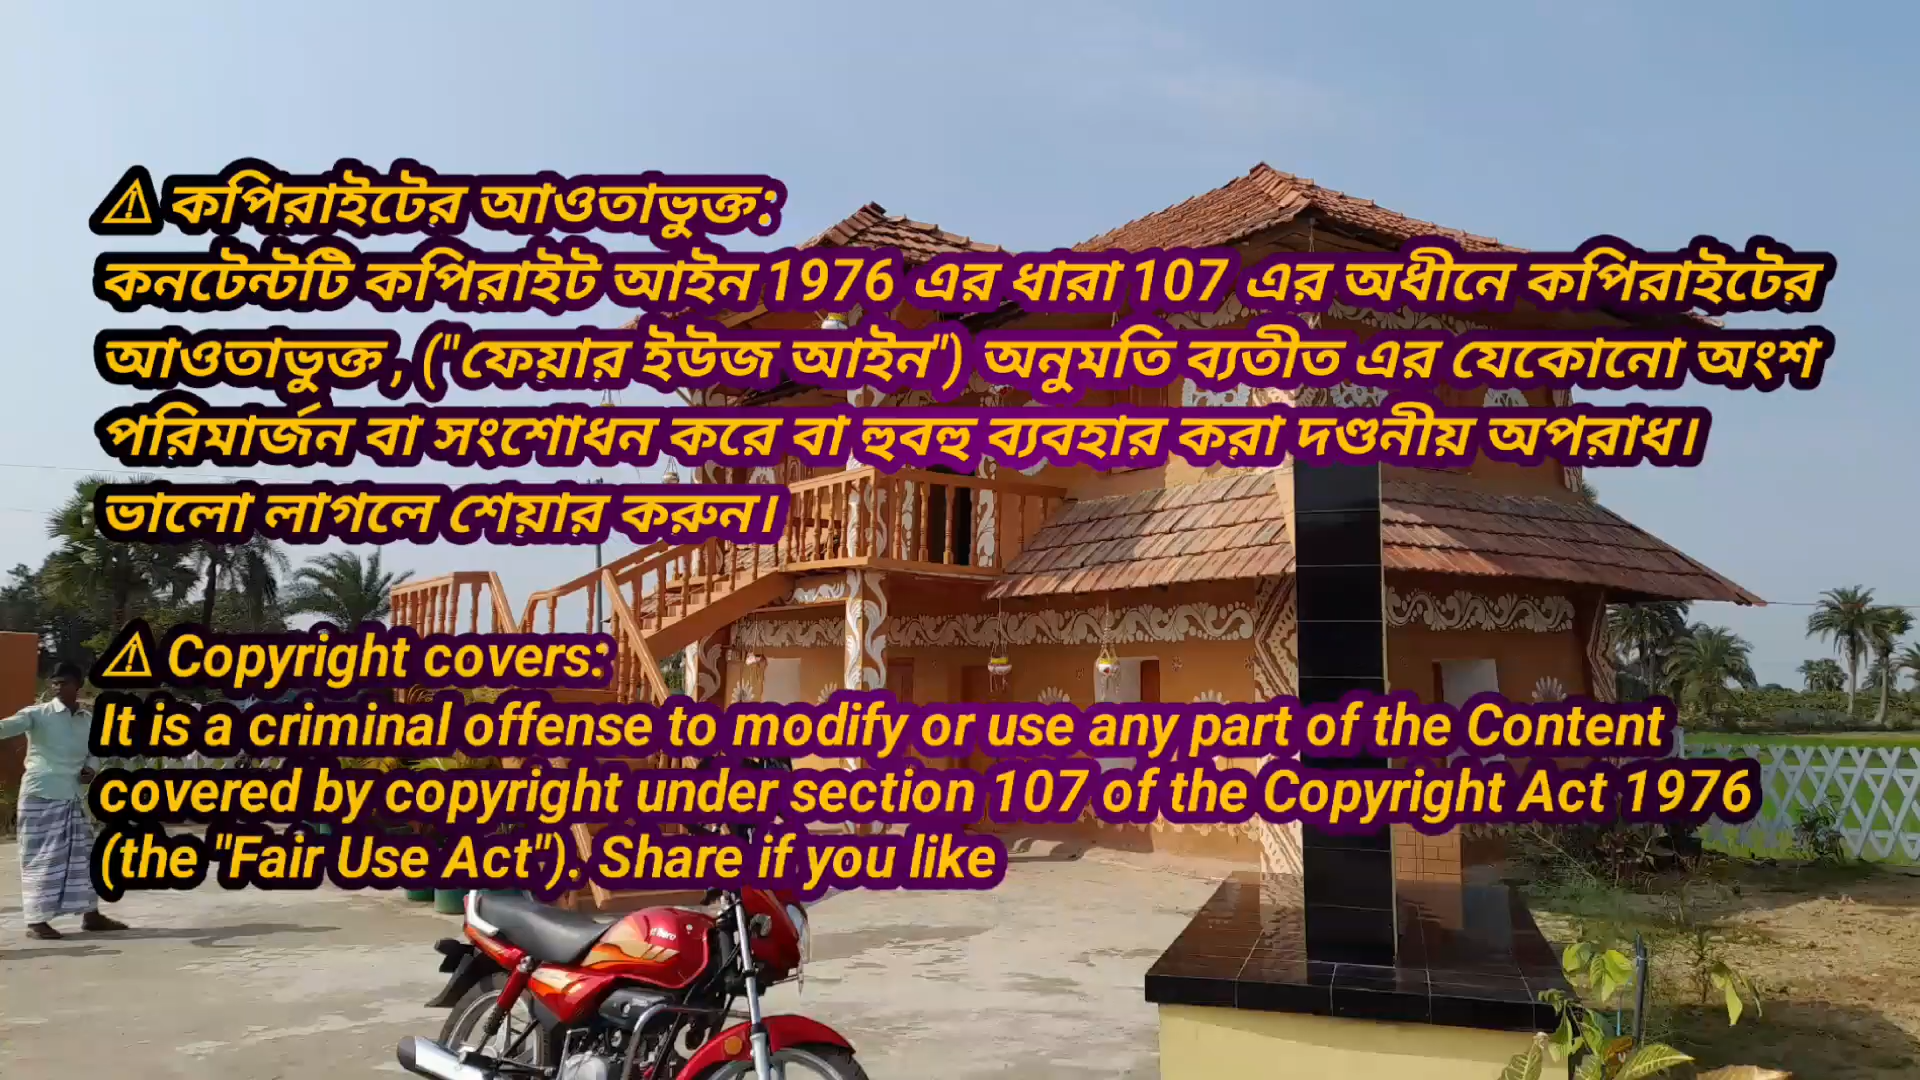 ⚠ কপিরাইটের আওতাভুক্ত:
কনটেন্টটি কপিরাইট আইন 1976 এর ধারা 107 এর অধীনে কপিরাইটের
আওতাভুক্ত, ("ফেয়ার ইউজ আইন") অনুমতি ব্যতীত এর যেকোনো অংশ
পরিমার্জন বা সংশোধন করে বা হুবহু ব্যবহার করা দণ্ডনীয় অপরাধ।
ভালো লাগলে শেয়ার করুন।
⚠ Copyright covers:
It is a criminal offense to modify or use any part of the Content
covered by copyright under section 107 of the Copyright Act 1976
(the "Fair Use Act"). Share if you like
Hero